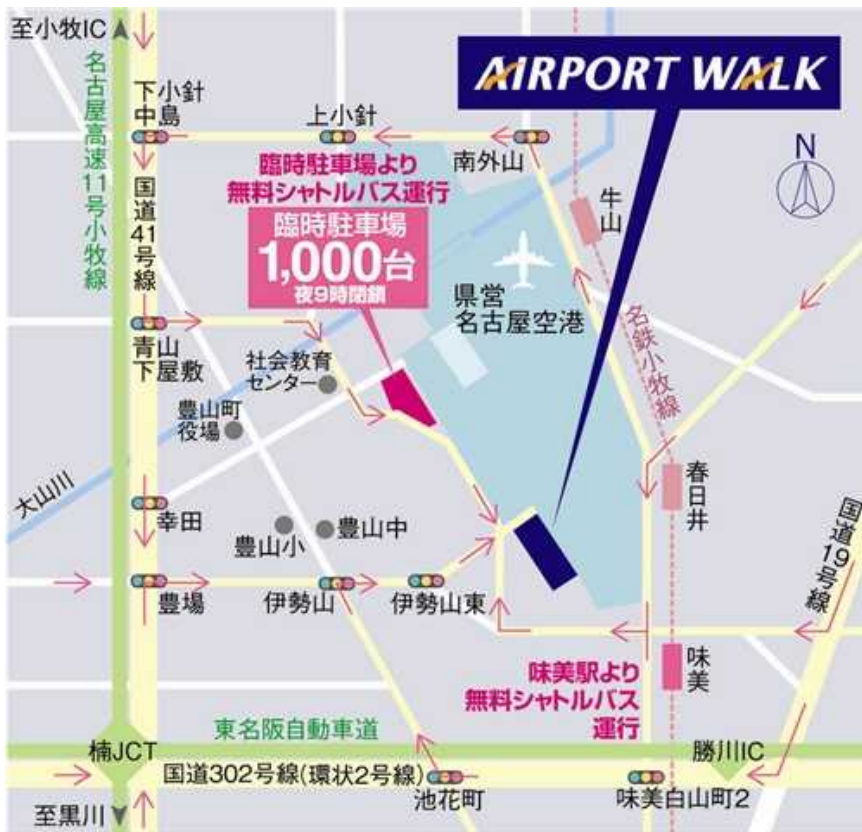 至小牧IC
AIRPORT WALK
名古屋高速11号小牧線
国道41号線
下小針
中島
上小針
南外山
N
臨時駐車場より
無料シャトルバス運行
臨時駐車場
1,000台
夜9時閉鎖
牛山
県営
名古屋空港
名鉄小牧線
青山
下屋敷
社会教育
センター
豊山町
役場
大山川
幸田
豊山小
豊山中
春日井
国道19号線
豊場
伊勢山
伊勢山東
味美駅より
無料シャトルバス
運行
味美
東名阪自動車道
楠JCT
勝川IC
国道302号線(環状2号線)
池花町
味美白山町2
至黒川